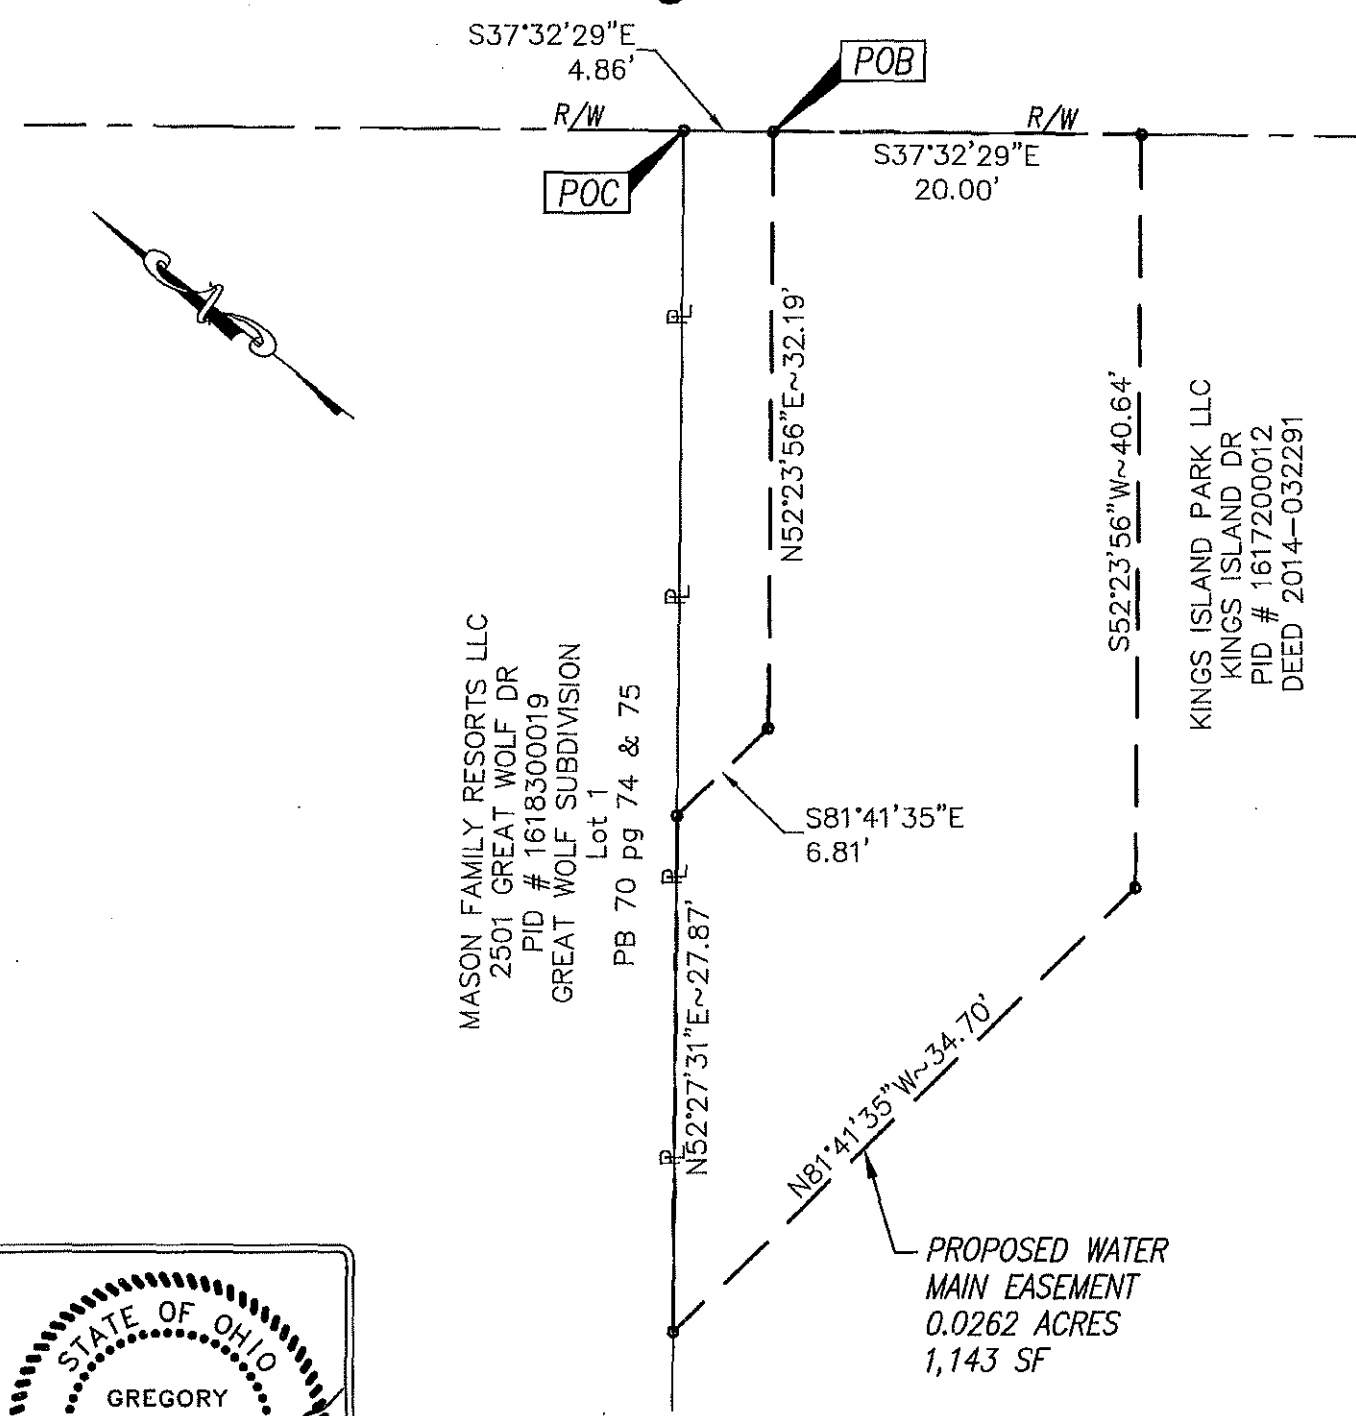 S37°32'29"E
4.86'
POB
R/W
R/W
S37°32'29"E
20.00'
POC
N52°23'56"E~32.19'
S52°23'56"W~40.64'
KINGS ISLAND PARK LLC
KINGS ISLAND DR
PID # 1617200012
DEED 2014-032291
MASON FAMILY RESORTS LLC
2501 GREAT WOLF DR
PID # 1618300019
GREAT WOLF SUBDIVISION
Lot 1
PB 70 pg 74 & 75
PL
PL
PL
PL
S81°41'35"E
6.81'
N52°27'31"E~27.87'
N81°41'35"W~34.70'
PROPOSED WATER
MAIN EASEMENT
0.0262 ACRES
1,143 SF
STATE OF OHIO
GREGORY